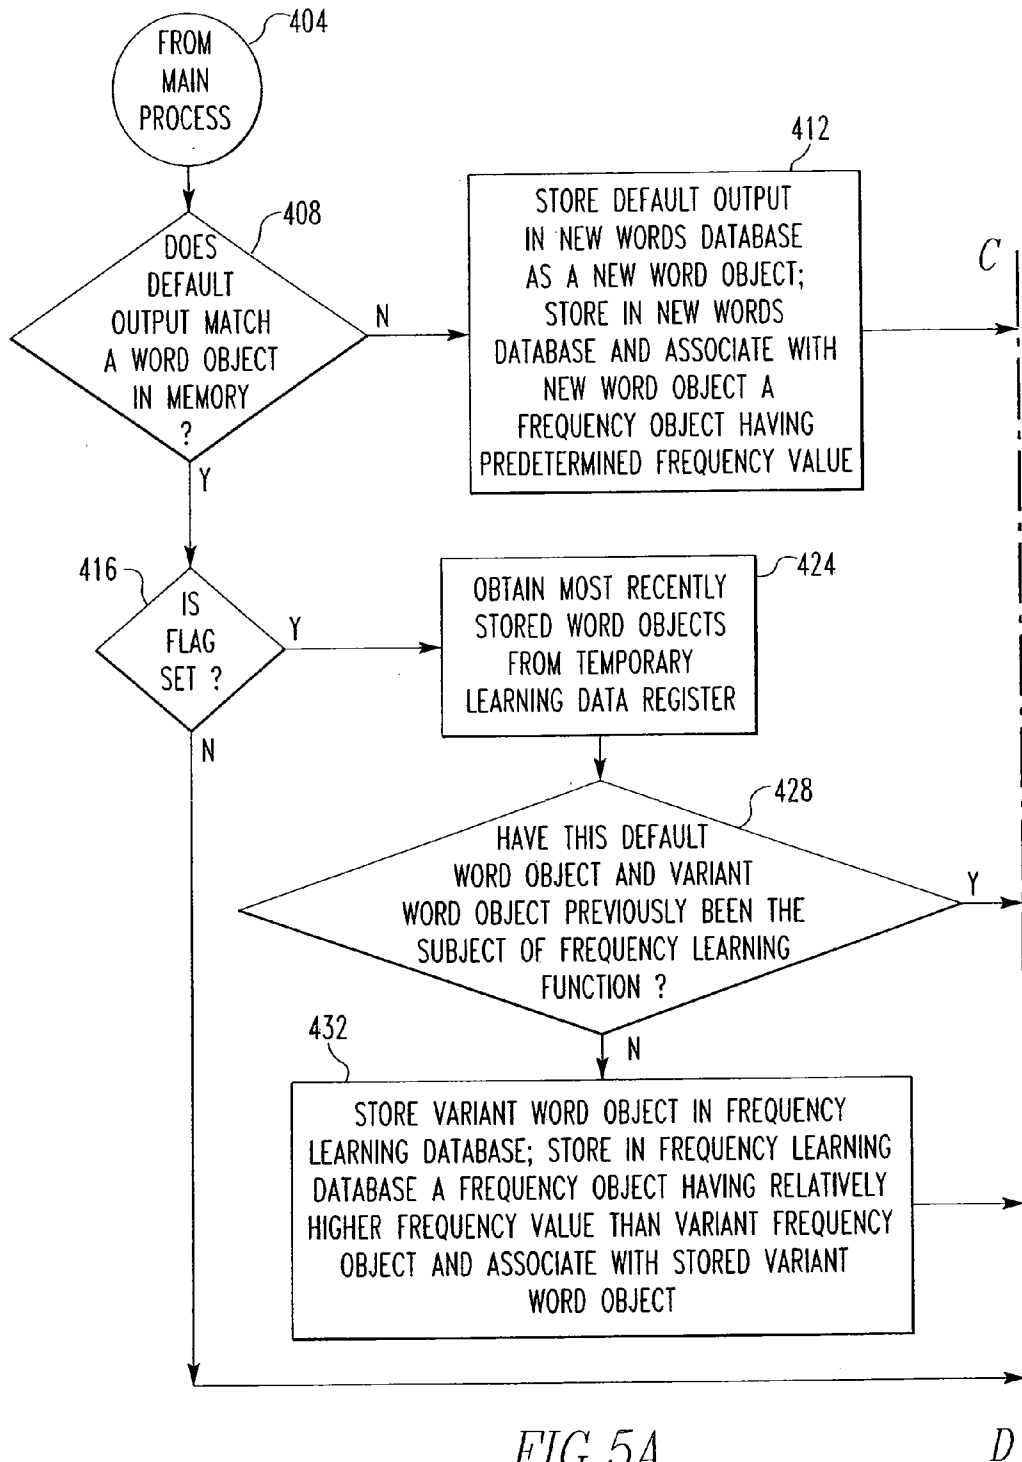 404
FROM
MAIN
PROCESS
408
DOES
DEFAULT
OUTPUT MATCH
A WORD OBJECT
IN MEMORY
?
N
Y
412
STORE DEFAULT OUTPUT
IN NEW WORDS DATABASE
AS A NEW WORD OBJECT;
STORE IN NEW WORDS
DATABASE AND ASSOCIATE WITH
NEW WORD OBJECT A
FREQUENCY OBJECT HAVING
PREDETERMINED FREQUENCY VALUE
C
416
IS
FLAG
SET ?
Y
N
424
OBTAIN MOST RECENTLY
STORED WORD OBJECTS
FROM TEMPORARY
LEARNING DATA REGISTER
428
HAVE THIS DEFAULT
WORD OBJECT AND VARIANT
WORD OBJECT PREVIOUSLY BEEN THE
SUBJECT OF FREQUENCY LEARNING
FUNCTION ?
Y
N
432
STORE VARIANT WORD OBJECT IN FREQUENCY
LEARNING DATABASE; STORE IN FREQUENCY LEARNING
DATABASE A FREQUENCY OBJECT HAVING RELATIVELY
HIGHER FREQUENCY VALUE THAN VARIANT FREQUENCY
OBJECT AND ASSOCIATE WITH STORED VARIANT
WORD OBJECT
FIG.5A
D